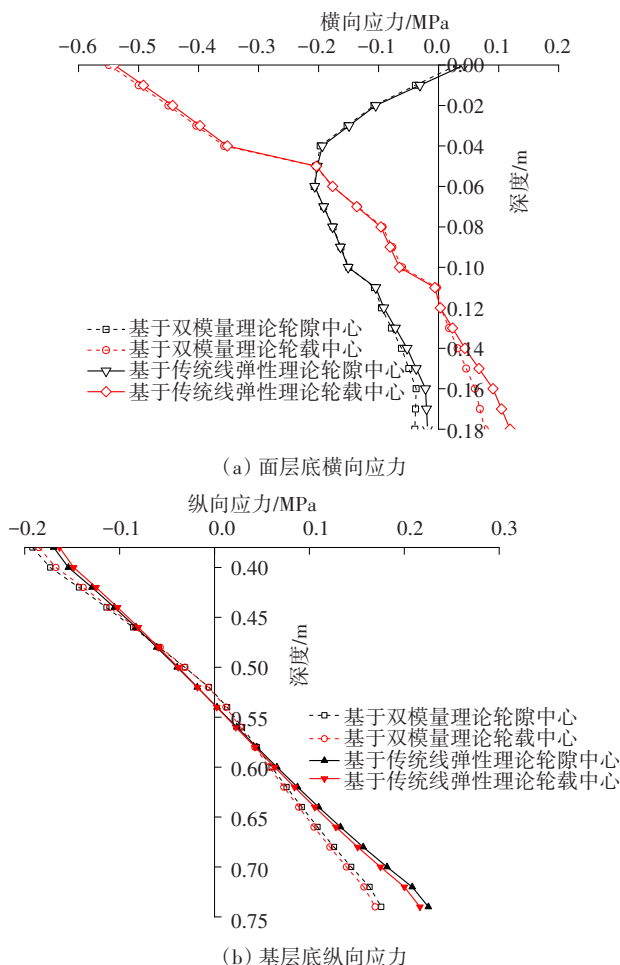 横向应力/MPa
−0.6 −0.5 −0.4 −0.3 −0.2 −0.1 0.0 0.1 0.2
0.00
0.02
0.04
0.06
0.08
0.10
0.12
0.14
0.16
0.18
深度/m
基于双模量理论轮隙中心
基于双模量理论轮载中心
基于传统线弹性理论轮隙中心
基于传统线弹性理论轮载中心
(a) 面层底横向应力
纵向应力/MPa
−0.2 −0.1 0.0 0.1 0.2 0.3
0.40
0.45
0.50
0.55
0.60
0.65
0.70
0.75
深度/m
基于双模量理论轮隙中心
基于双模量理论轮载中心
基于传统线弹性理论轮隙中心
基于传统线弹性理论轮载中心
(b) 基层底纵向应力